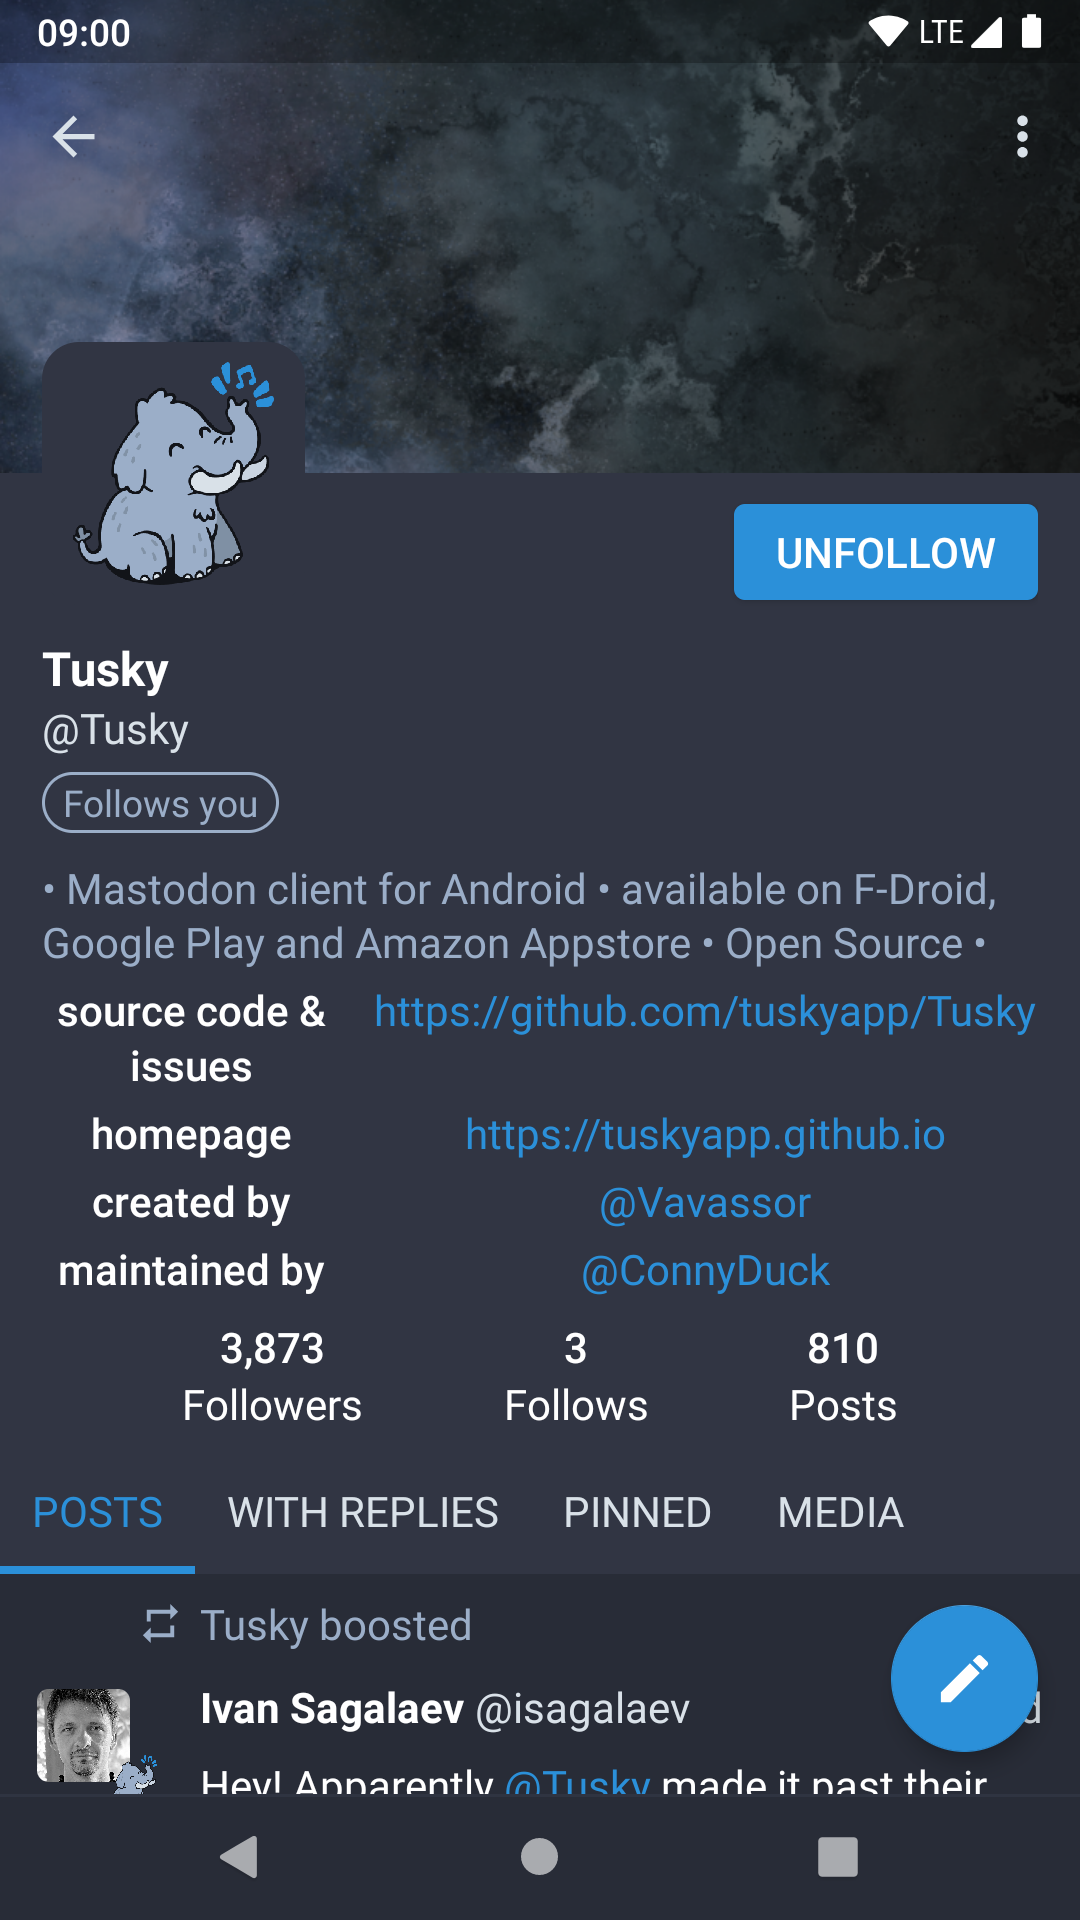 09:00 LTE
UNFOLLOW
Tusky
@Tusky
Follows you
• Mastodon client for Android • available on F-Droid,
Google Play and Amazon Appstore • Open Source •
source code & https://github.com/tuskyapp/Tusky
issues
homepage https://tuskyapp.github.io
created by @Vavassor
maintained by @ConnyDuck
3,873 3 810
Followers Follows Posts
POSTS WITH REPLIES PINNED MEDIA
Tusky boosted
Ivan Sagalaev @isagalaev
Hey! Apparently @Tusky made it past their